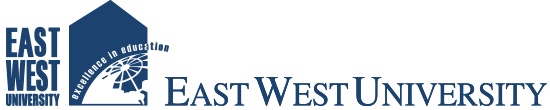 EAST
WEST
UNIVERSITY
excellence in education
EAST WEST UNIVERSITY